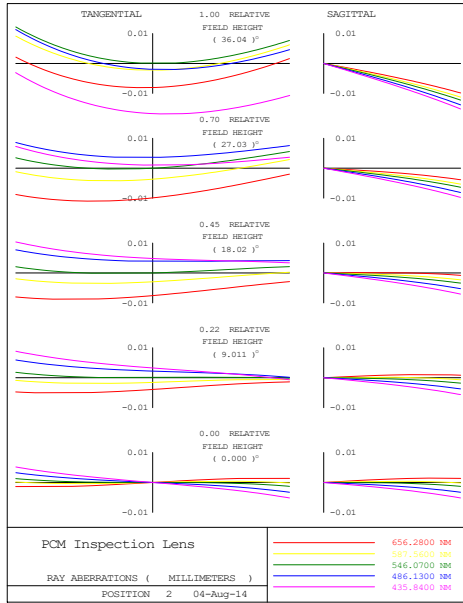 TANGENTIAL 1.00 RELATIVE SAGITTAL
FIELD HEIGHT
( 36.04 )°
0.01 0.01
-0.01 -0.01
0.70 RELATIVE
FIELD HEIGHT
( 27.03 )°
0.01 0.01
-0.01 -0.01
0.45 RELATIVE
FIELD HEIGHT
( 18.02 )°
0.01 0.01
-0.01 -0.01
0.22 RELATIVE
FIELD HEIGHT
( 9.011 )°
0.01 0.01
-0.01 -0.01
0.00 RELATIVE
FIELD HEIGHT
( 0.000 )°
0.01 0.01
-0.01 -0.01
PCM Inspection Lens
RAY ABERRATIONS ( MILLIMETERS )
POSITION 2 04-Aug-14
656.2800 NM
NM
546.0700 NM
486.1300 NM
435.8400 NM